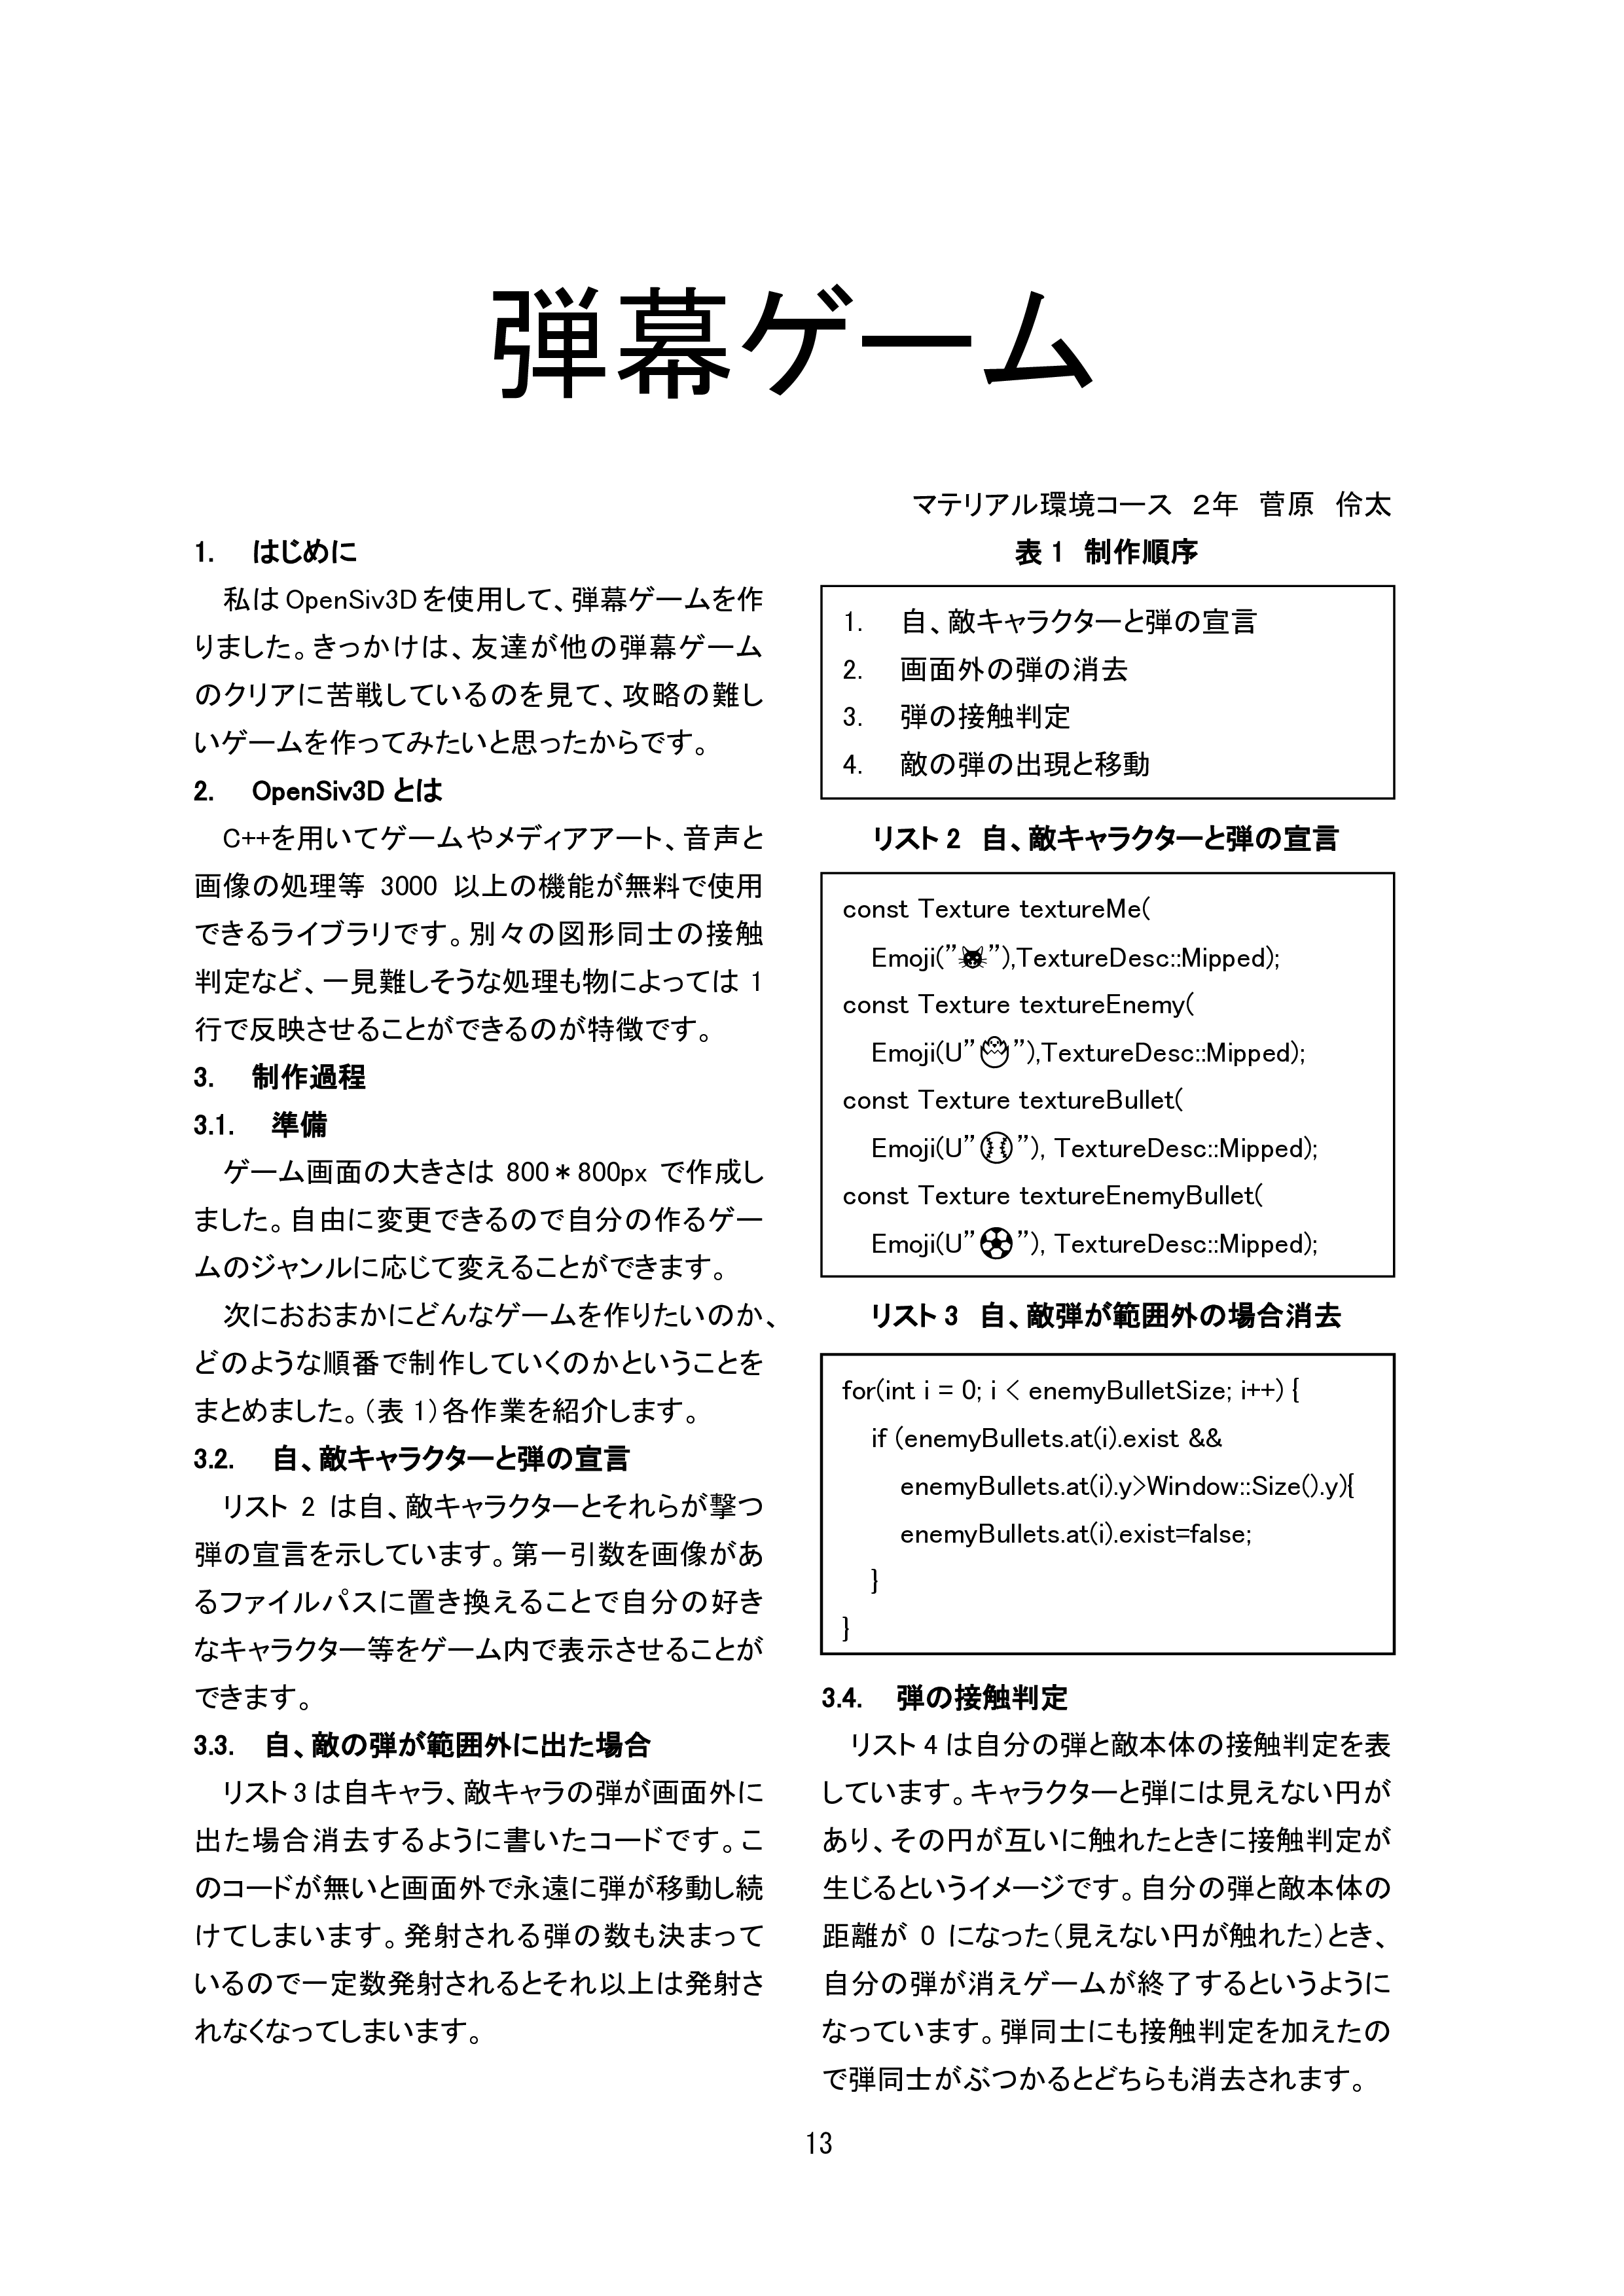 弾幕ゲーム
マテリアル環境コース 2年 菅原 伶太
1. はじめに
私は OpenSiv3D を使用して、弾幕ゲームを作
りました。きっかけは、友達が他の弾幕ゲーム
のクリアに苦戦しているのを見て、攻略の難し
いゲームを作ってみたいと思ったからです。
2. OpenSiv3D とは
C++を用いてゲームやメディアアート、音声と
画像の処理等 3000 以上の機能が無料で使用
できるライブラリです。別々の図形同士の接触
判定など、一見難しそうな処理も物によっては 1
行で反映させることができるのが特徴です。
3. 制作過程
3.1. 準備
ゲーム画面の大きさは 800*800px で作成し
ました。自由に変更できるので自分の作るゲー
ムのジャンルに応じて変えることができます。
次におおまかにどんなゲームを作りたいのか、
どのような順番で制作していくのかということを
まとめました。(表 1)各作業を紹介します。
3.2. 自、敵キャラクターと弾の宣言
リスト 2 は自、敵キャラクターとそれらが撃つ
弾の宣言を示しています。第一引数を画像があ
るファイルパスに置き換えることで自分の好き
なキャラクター等をゲーム内で表示させることが
できます。
3.3. 自、敵の弾が範囲外に出た場合
リスト 3 は自キャラ、敵キャラの弾が画面外に
出た場合消去するように書いたコードです。こ
のコードが無いと画面外で永遠に弾が移動し続
けてしまいます。発射される弾の数も決まって
いるので一定数発射されるとそれ以上は発射さ
れなくなってしまいます。
表 1 制作順序
1. 自、敵キャラクターと弾の宣言
2. 画面外の弾の消去
3. 弾の接触判定
4. 敵の弾の出現と移動
リスト 2 自、敵キャラクターと弾の宣言
const Texture textureMe(
Emoji(”🐱”),TextureDesc::Mipped);
const Texture textureEnemy(
Emoji(U”🐣”),TextureDesc::Mipped);
const Texture textureBullet(
Emoji(U”⚾”), TextureDesc::Mipped);
const Texture textureEnemyBullet(
Emoji(U”⚽”), TextureDesc::Mipped);
リスト 3 自、敵弾が範囲外の場合消去
for(int i = 0; i < enemyBulletSize; i++) {
if (enemyBullets.at(i).exist &&
enemyBullets.at(i).y>Window::Size().y){
enemyBullets.at(i).exist=false;
}
}
3.4. 弾の接触判定
リスト 4 は自分の弾と敵本体の接触判定を表
しています。キャラクターと弾には見えない円が
あり、その円が互いに触れたときに接触判定が
生じるというイメージです。自分の弾と敵本体の
距離が 0 になった(見えない円が触れた)とき、
自分の弾が消えゲームが終了するというように
なっています。弾同士にも接触判定を加えたの
で弾同士がぶつかるとどちらも消去されます。
13